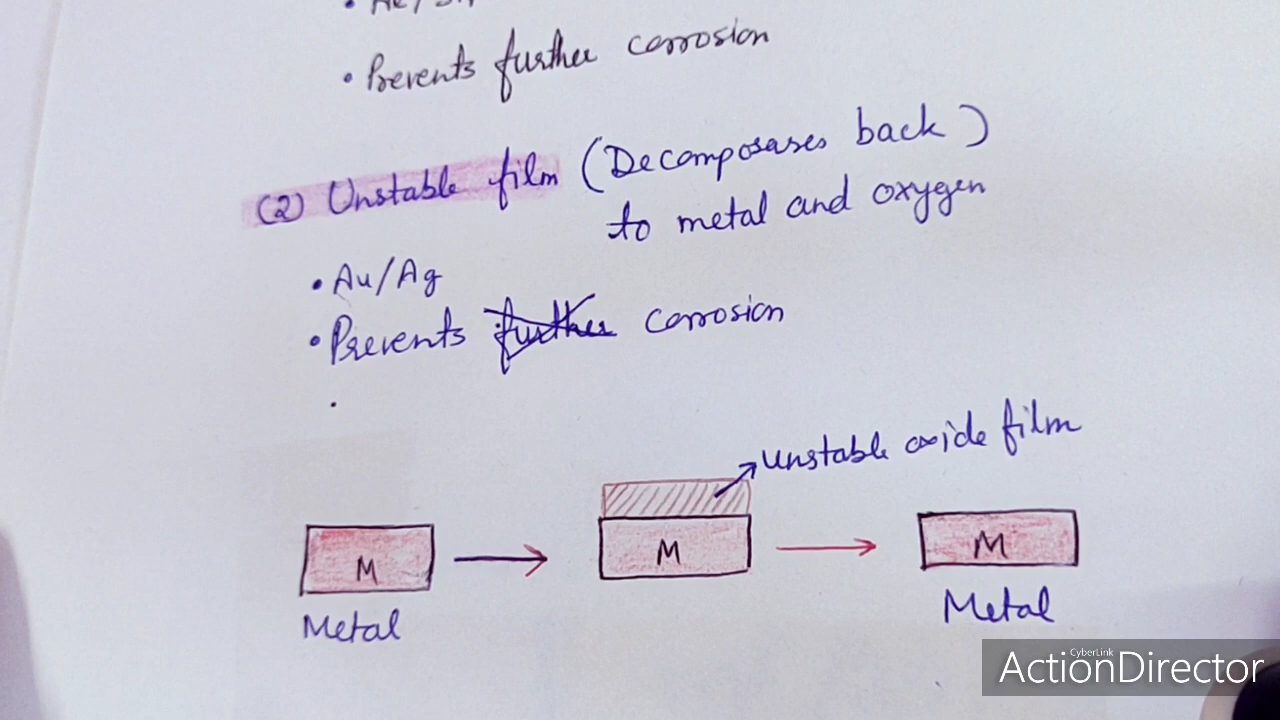 • Prevents further corrosion
(2) Unstable film (Decomposases back)
to metal and oxygen
• Au/Ag
• Prevents further corrosion
•
unstable oxide film
M
M
M
Metal
Metal
CyberLink
ActionDirector